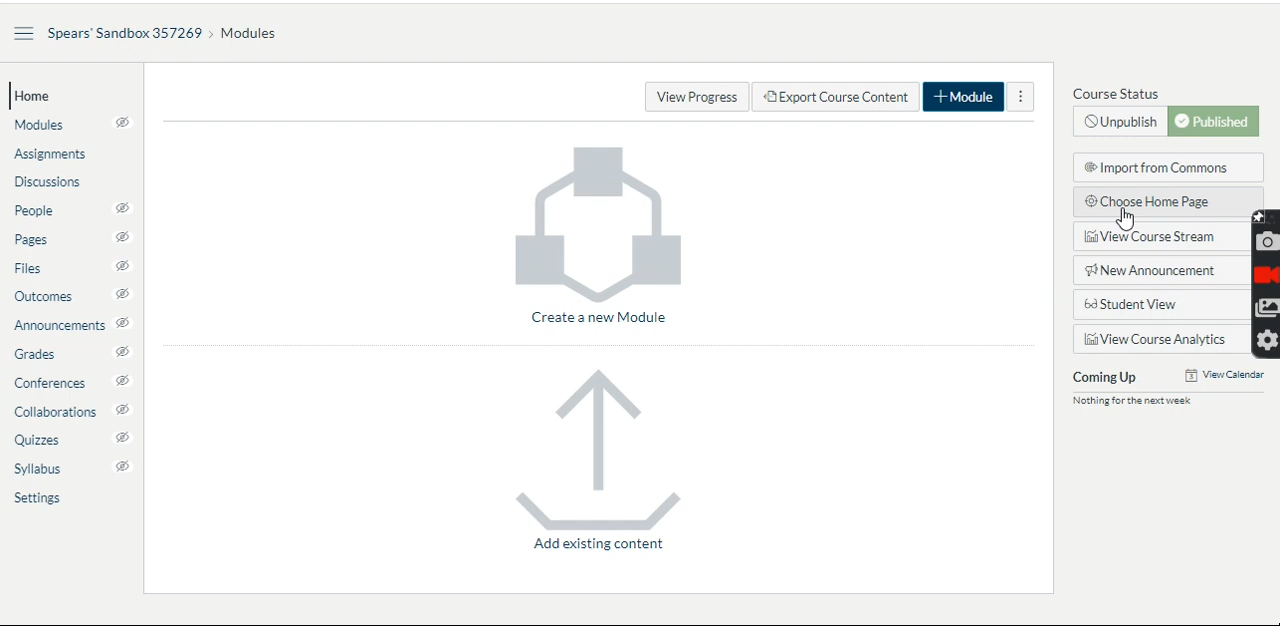 Spears' Sandbox 357269 › Modules
Home
Modules
Assignments
Discussions
People
Pages
Files
Outcomes
Announcements
Grades
Conferences
Collaborations
Quizzes
Syllabus
Settings
View Progress
Export Course Content
+ Module
Create a new Module
Add existing content
Course Status
Unpublish
Published
Import from Commons
Choose Home Page
View Course Stream
New Announcement
Student View
View Course Analytics
Coming Up
View Calendar
Nothing for the next week